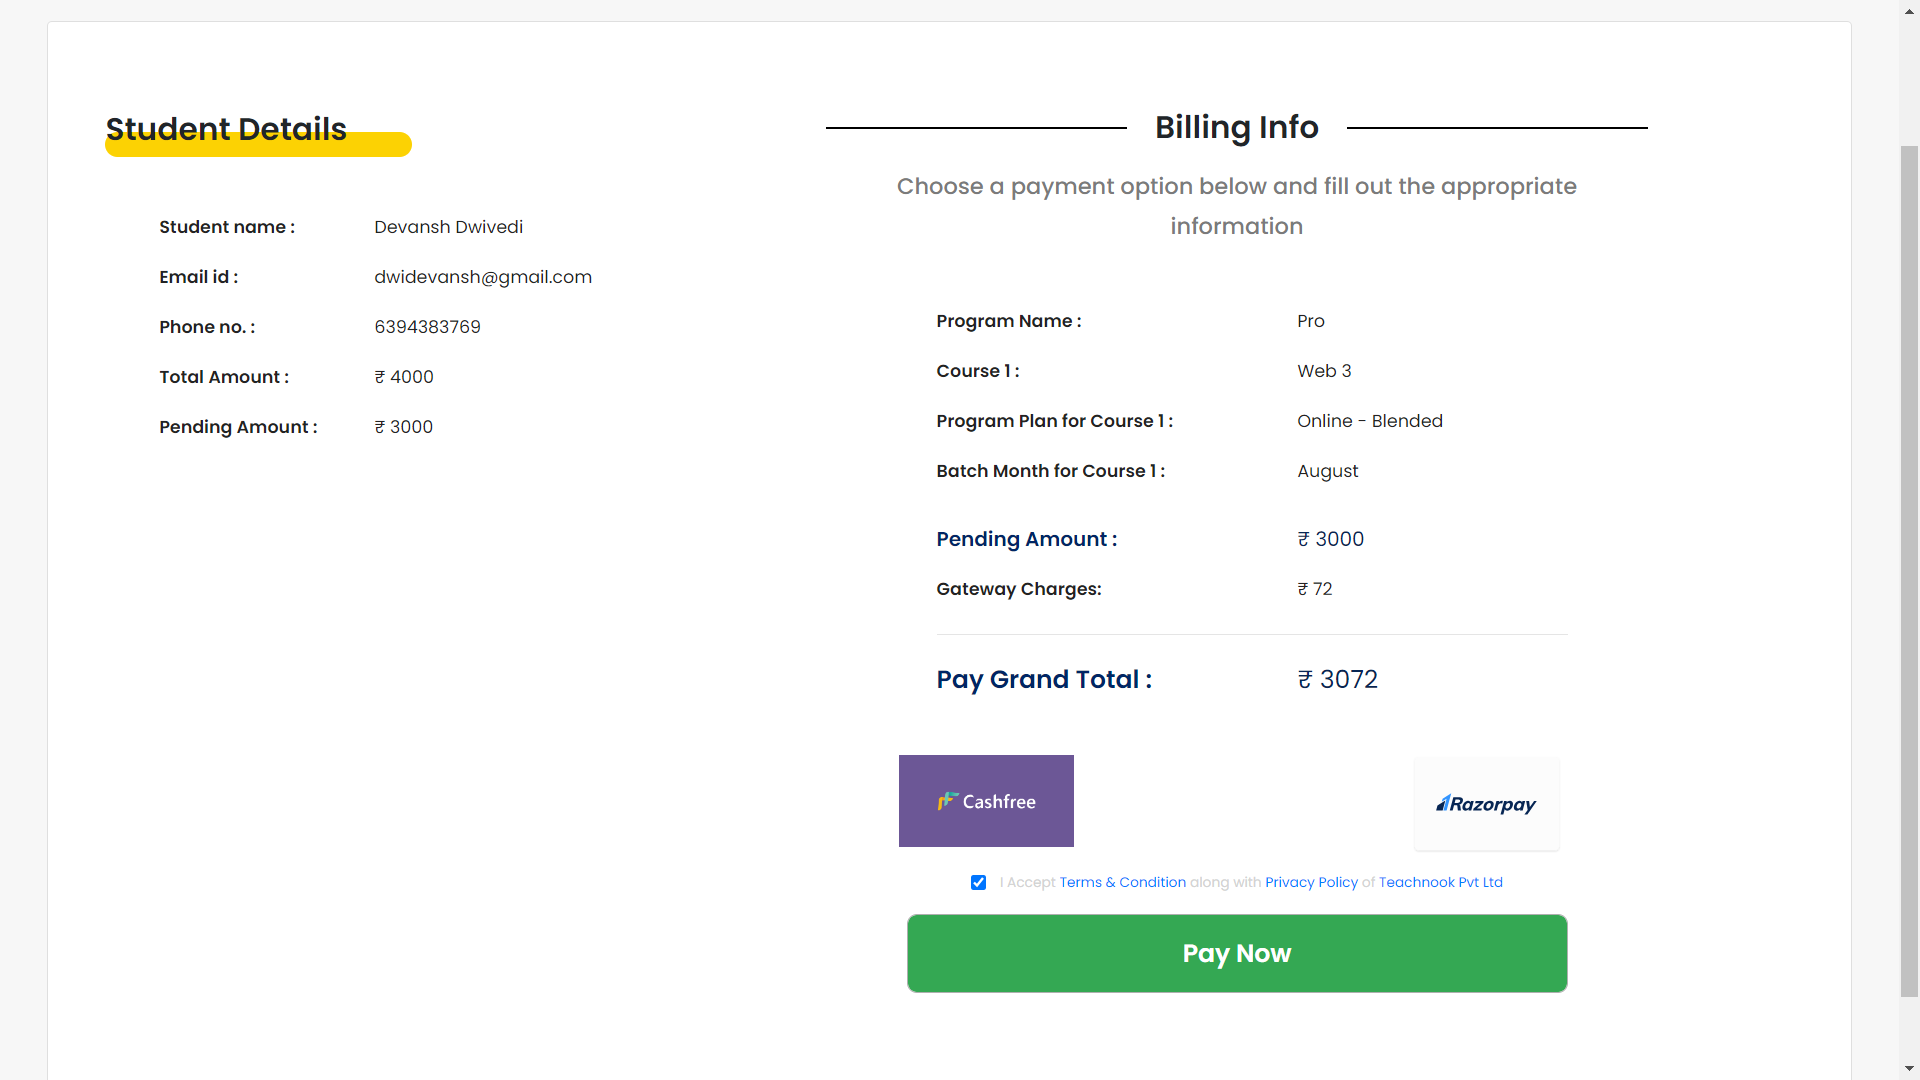 Student Details
Student name : Devansh Dwivedi
Email id : dwidevansh@gmail.com
Phone no. : 6394383769
Total Amount : ₹ 4000
Pending Amount : ₹ 3000
Billing Info
Choose a payment option below and fill out the appropriate
information
Program Name : Pro
Course 1 : Web 3
Program Plan for Course 1 : Online - Blended
Batch Month for Course 1 : August
Pending Amount : ₹ 3000
Gateway Charges: ₹ 72
Pay Grand Total : ₹ 3072
Cashfree
Razorpay
I Accept Terms & Condition along with Privacy Policy of Teachnook Pvt Ltd
Pay Now